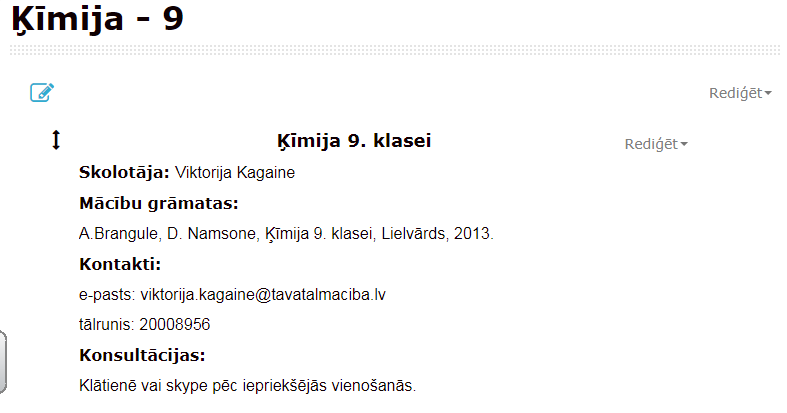 Ķīmija - 9
Rediģēt
Ķīmija 9. klasei
Rediģēt
Skolotāja: Viktorija Kagaine
Mācību grāmatas:
A.Brangule, D. Namsone, Ķīmija 9. klasei, Lielvārds, 2013.
Kontakti:
e-pasts: viktorija.kagaine@tavatalmaciba.lv
tālrunis: 20008956
Konsultācijas:
Klātienē vai skype pēc iepriekšējās vienošanās.